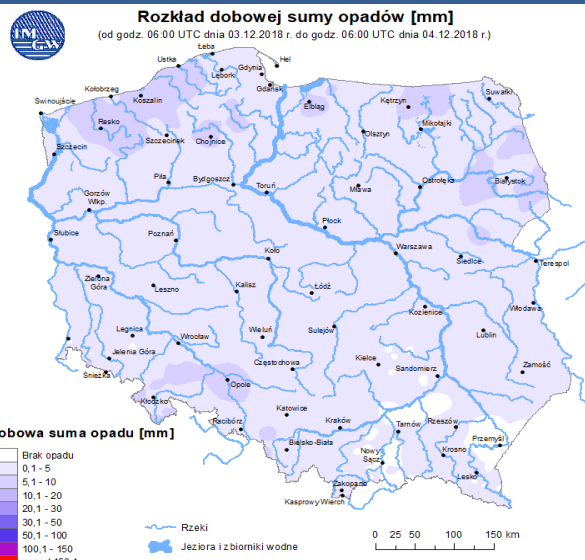 IM
GW
Rozkład dobowej sumy opadów [mm]
(od godz. 06:00 UTC dnia 03.12.2018 r. do godz. 06:00 UTC dnia 04.12.2018 r.)
Łeba
Ustka
Hel
Gdynia
Lębork
Gdańsk
Kołobrzeg
Koszalin
Świnoujście
Resko
Elbląg
Kętrzyn
Suwałki
Mikołajki
Olsztyn
Szczecinek
Chojnice
Szczecin
Piła
Bydgoszcz
Toruń
Mława
Ostrołęka
Białystok
Gorzów
Wlkp.
Płock
Słubice
Poznań
Koło
Warszawa
Siedlce
Terespol
Zielona
Góra
Leszno
Kalisz
Łódź
Kozienice
Włodawa
Legnica
Wrocław
Wieluń
Sulejów
Lublin
Jelenia Góra
Śnieżka
Częstochowa
Kielce
Sandomierz
Zamość
Opole
Kłodzko
Katowice
Racibórz
Kraków
Tarnów
Rzeszów
Przemyśl
Bielsko-Biała
Nowy
Sącz
Krosno
Lesko
Zakopane
Kasprowy Wierch
obowa suma opadu [mm]
Brak opadu
0,1 - 5
5,1 - 10
10,1 - 20
20,1 - 30
30,1 - 50
50,1 - 100
100,1 - 150
Rzeki
Jeziora i zbiorniki wodne
0 25 50 100 150 km